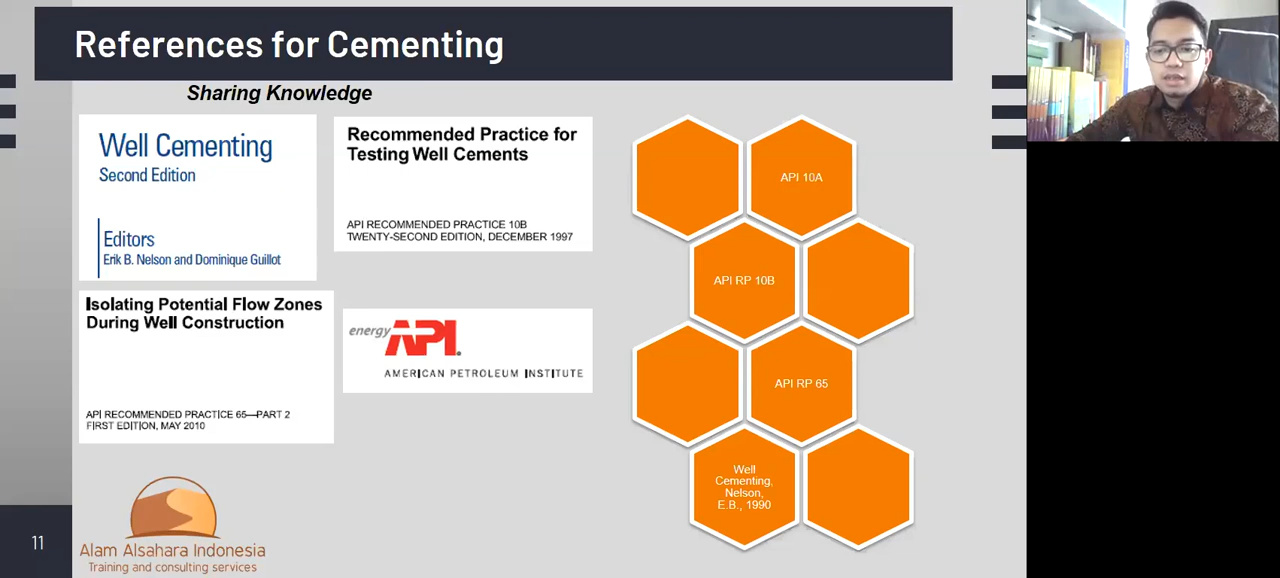 References for Cementing
Sharing Knowledge
Well Cementing
Second Edition
Editors
Erik B. Nelson and Dominique Guillot
Recommended Practice for
Testing Well Cements
API RECOMMENDED PRACTICE 10B
TWENTY-SECOND EDITION, DECEMBER 1997
Isolating Potential Flow Zones
During Well Construction
API RECOMMENDED PRACTICE 65—PART 2
FIRST EDITION, MAY 2010
energy API
AMERICAN PETROLEUM INSTITUTE
API 10A
API RP 10B
API RP 65
Well
Cementing,
Nelson,
E.B., 1990
11
Alam Alsahara Indonesia
Training and consulting services